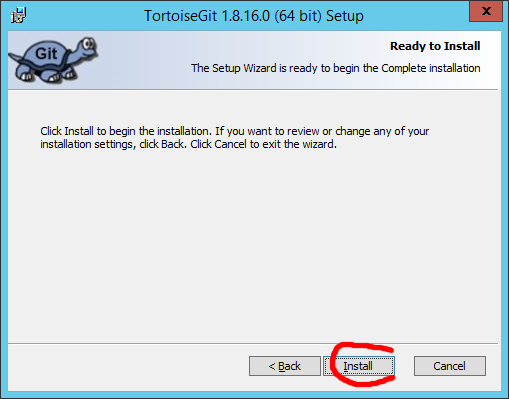 TortoiseGit 1.8.16.0 (64 bit) Setup
x
Git
Ready to Install
The Setup Wizard is ready to begin the Complete installation
Click Install to begin the installation. If you want to review or change any of your
installation settings, click Back. Click Cancel to exit the wizard.
< Back
Install
Cancel